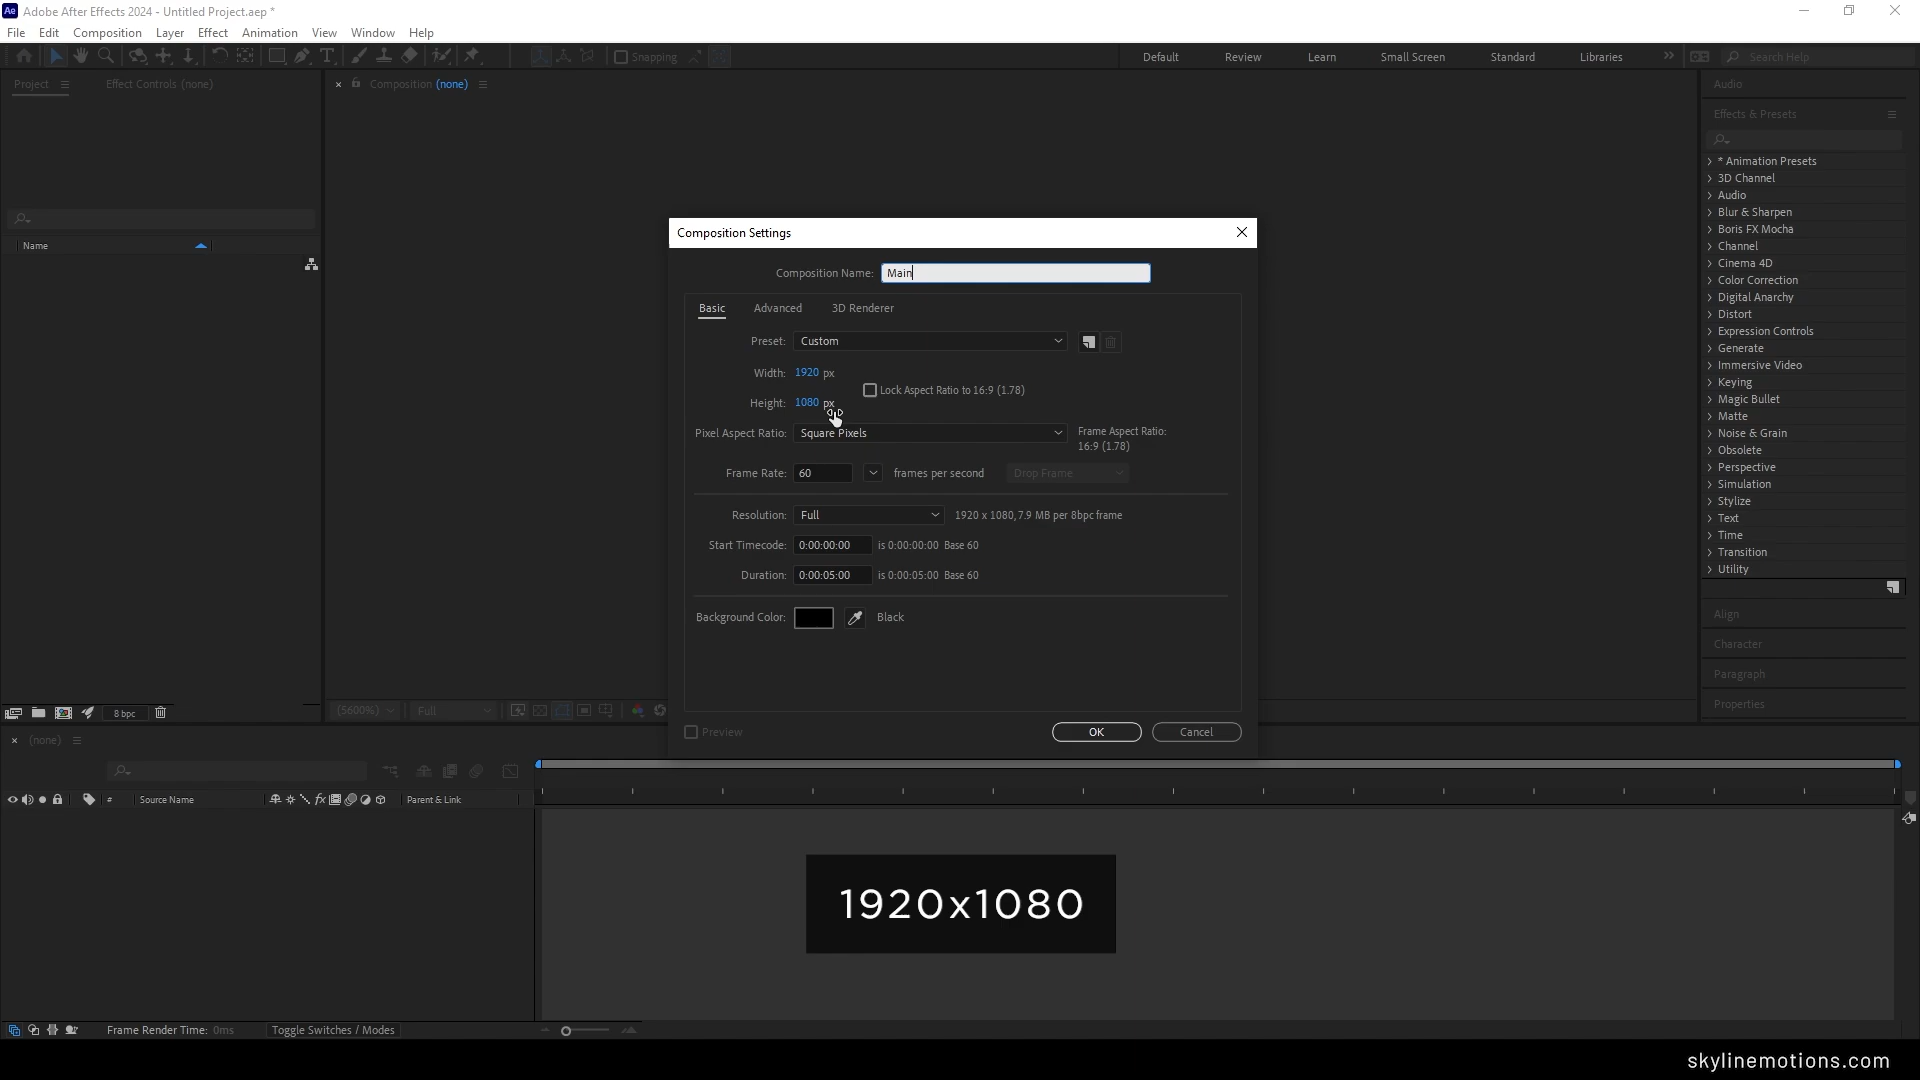 Ae Adobe After Effects 2024 - Untitled Project.aep *
File Edit Composition Layer Effect Animation View Window Help
Snapping Default Review Learn Small Screen Standard Libraries Search Help
Project Effect Controls (none)
Composition (none)
Name
8 bpc
Composition Settings
Composition Name: Main
Basic Advanced 3D Renderer
Preset: Custom
Width: 1920 px
Lock Aspect Ratio to 16:9 (1.78)
Height: 1080 px
Pixel Aspect Ratio: Square Pixels
Frame Aspect Ratio:
16:9 (1.78)
Frame Rate: 60 frames per second Drop Frame
Resolution: Full 1920 x 1080, 7.9 MB per 8bpc frame
Start Timecode: 0:00:00:00 is 0:00:00:00 Base 60
Duration: 0:00:05:00 is 0:00:05:00 Base 60
Background Color: Black
Preview OK Cancel
(5600%) Full
Audio
Effects & Presets
* Animation Presets
3D Channel
Audio
Blur & Sharpen
Boris FX Mocha
Channel
Cinema 4D
Color Correction
Digital Anarchy
Distort
Expression Controls
Generate
Immersive Video
Keying
Magic Bullet
Matte
Noise & Grain
Obsolete
Perspective
Simulation
Stylize
Text
Time
Transition
Utility
Align
Character
Paragraph
Properties
(none)
# Source Name fx Parent & Link
1920x1080
Frame Render Time: 0ms Toggle Switches / Modes
skylinemotions.com